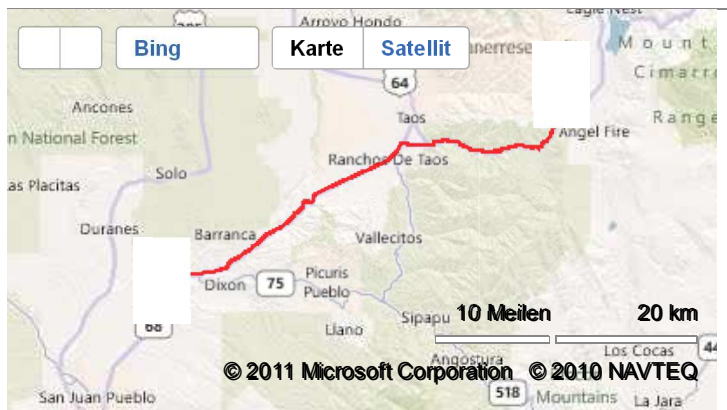 Eagle Nest
Arroyo Hondo
285
Bing
Karte
Satellit
Mount
Cimarr
64
Ancones
Taos
Range
n National Forest
Angel Fire
Ranchos De Taos
Solo
as Placitas
Duranes
Barranca
Vallecitos
Dixon
75
Picuris
Pueblo
68
Llano
Sipapu
10 Meilen
20 km
Angostura
Los Cocas
44
© 2011 Microsoft Corporation
© 2010 NAVTEQ
San Juan Pueblo
518
Mountains
La Jara